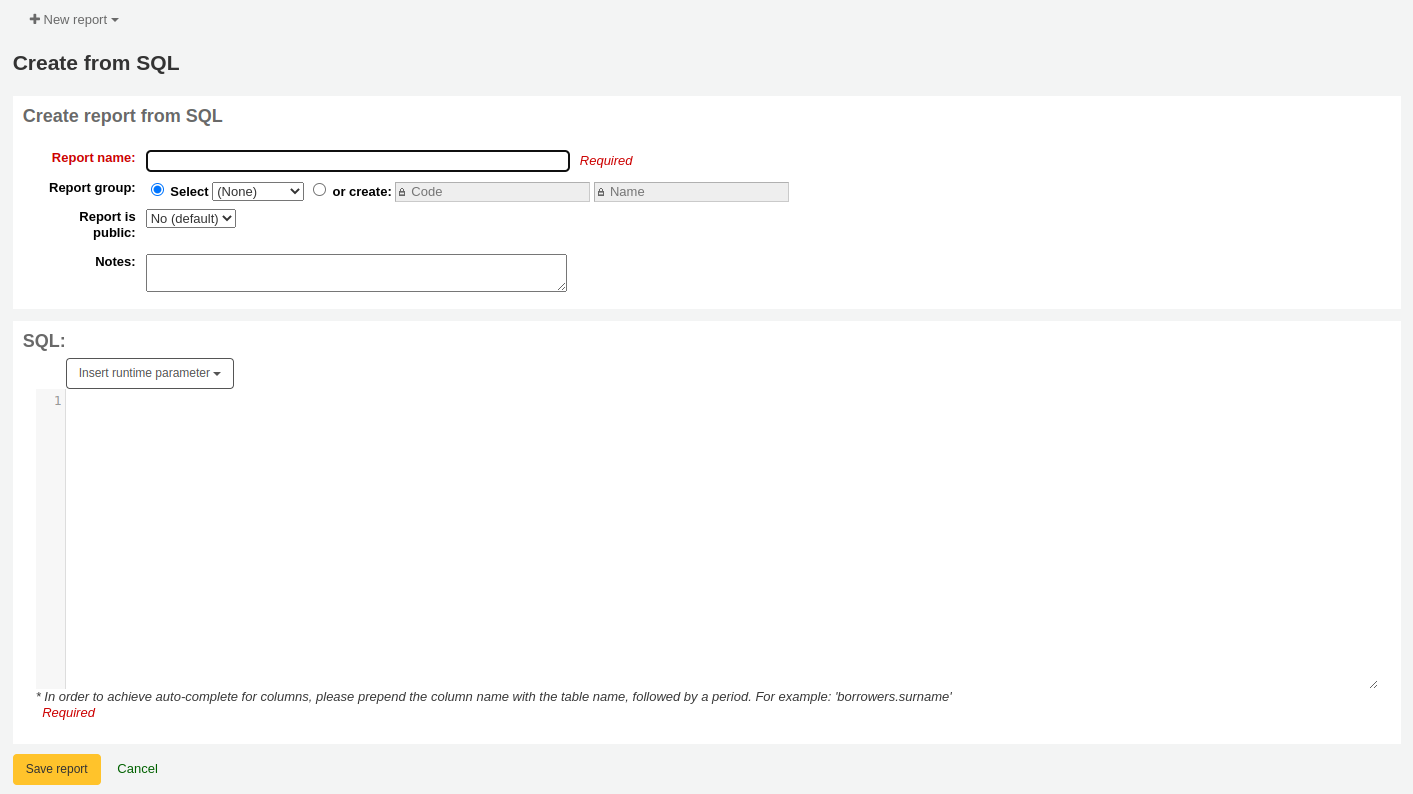 New report
Create from SQL
Create report from SQL
Report name: Required
Report group: Select (None) or create: Code Name
Report is public: No (default)
Notes:
SQL:
Insert runtime parameter
1
* In order to achieve auto-complete for columns, please prepend the column name with the table name, followed by a period. For example: 'borrowers.surname'
Required
Save report Cancel